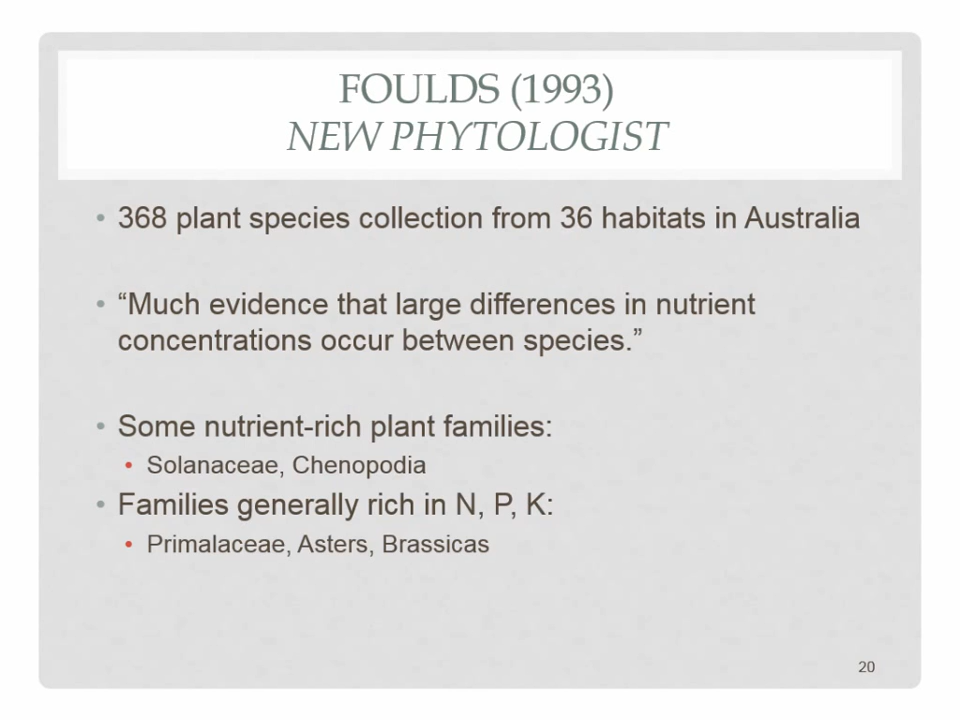 FOULDS (1993)
NEW PHYTOLOGIST
• 368 plant species collection from 36 habitats in Australia
• “Much evidence that large differences in nutrient
concentrations occur between species.”
• Some nutrient-rich plant families:
• Solanaceae, Chenopodia
• Families generally rich in N, P, K:
• Primalaceae, Asters, Brassicas
20